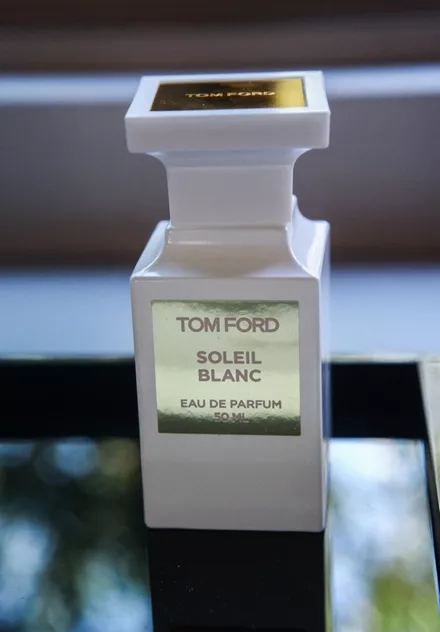 TOM FORD
TOM FORD
SOLEIL
BLANC
EAU DE PARFUM
50 ML